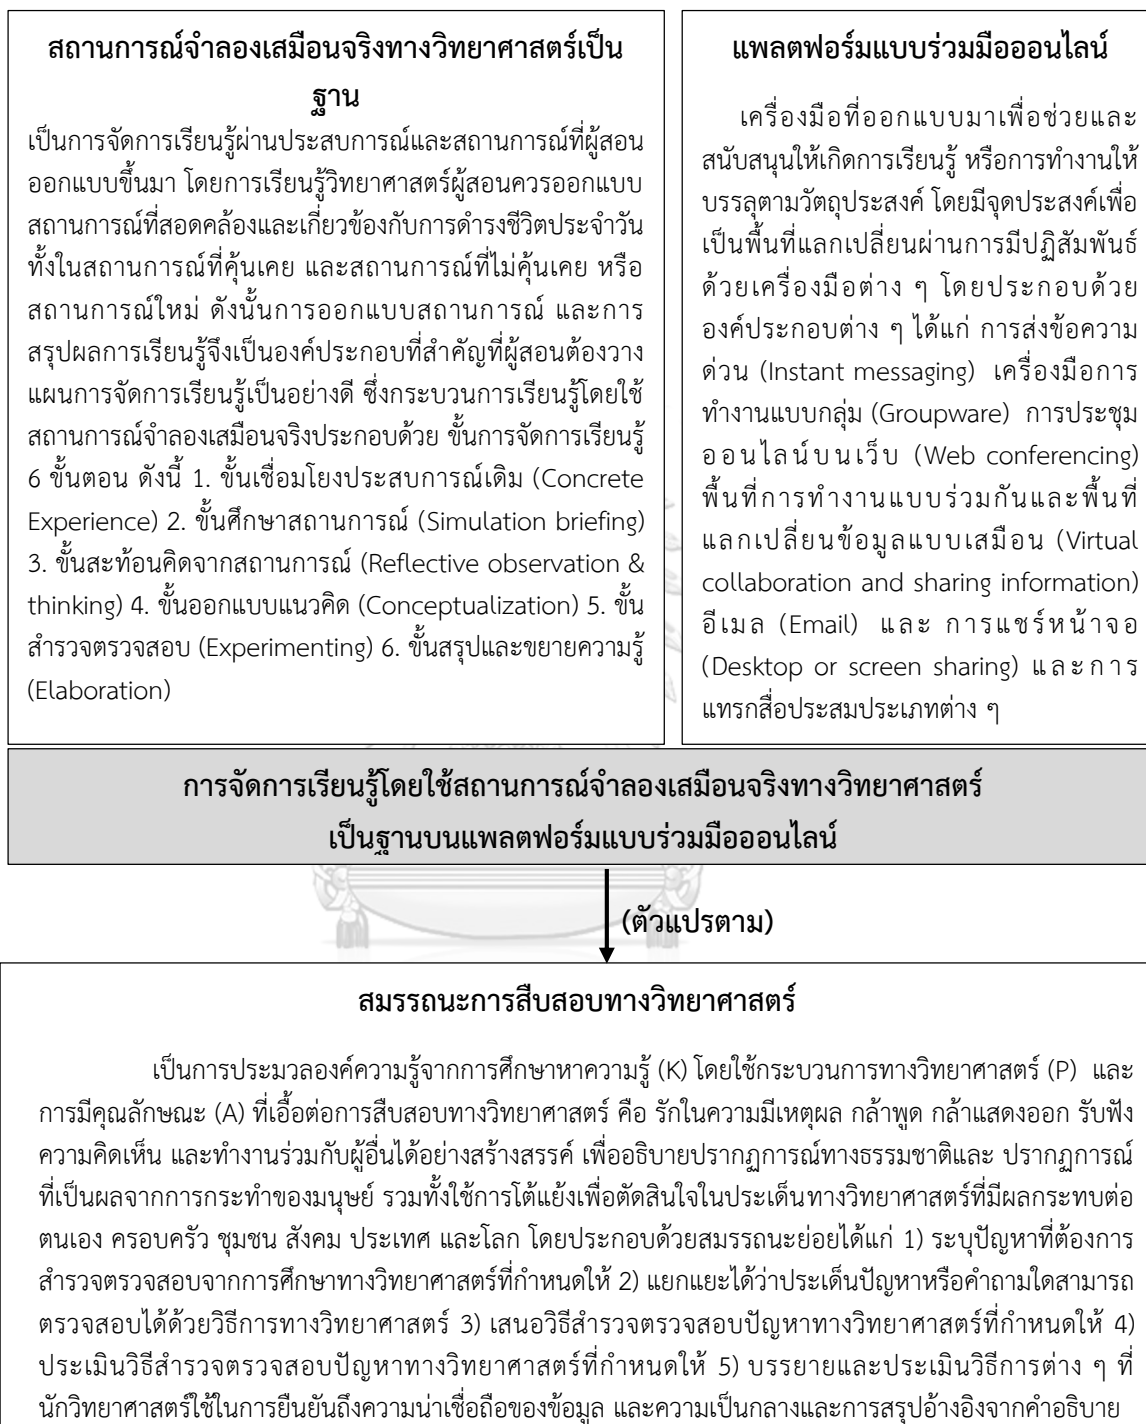 สถานการณ์จำลองเสมือนจริงทางวิทยาศาสตร์เป็น
ฐาน
เป็นการจัดการเรียนรู้ผ่านประสบการณ์และสถานการณ์ที่ผู้สอน
ออกแบบขึ้นมา โดยการเรียนรู้วิทยาศาสตร์ผู้สอนควรออกแบบ
สถานการณ์ที่สอดคล้องและเกี่ยวข้องกับการดำรงชีวิตประจำวัน
ทั้งในสถานการณ์ที่คุ้นเคย และสถานการณ์ที่ไม่คุ้นเคย หรือ
สถานการณ์ใหม่ ดังนั้นการออกแบบสถานการณ์ และการ
สรุปผลการเรียนรู้จึงเป็นองค์ประกอบที่สำคัญที่ผู้สอนต้องวาง
แผนการจัดการเรียนรู้เป็นอย่างดี ซึ่งกระบวนการเรียนรู้โดยใช้
สถานการณ์จำลองเสมือนจริงประกอบด้วย ขั้นการจัดการเรียนรู้
6 ขั้นตอน ดังนี้ 1. ขั้นเชื่อมโยงประสบการณ์เดิม (Concrete
Experience) 2. ขั้นศึกษาสถานการณ์ (Simulation briefing)
3. ขั้นสะท้อนคิดจากสถานการณ์ (Reflective observation &
thinking) 4. ขั้นออกแบบแนวคิด (Conceptualization) 5. ขั้น
สำรวจตรวจสอบ (Experimenting) 6. ขั้นสรุปและขยายความรู้
(Elaboration)
แพลตฟอร์มแบบร่วมมือออนไลน์
เครื่องมือที่ออกแบบมาเพื่อช่วยและ
สนับสนุนให้เกิดการเรียนรู้ หรือการทำงานให้
บรรลุตามวัตถุประสงค์ โดยมีจุดประสงค์เพื่อ
เป็นพื้นที่แลกเปลี่ยนผ่านการมีปฏิสัมพันธ์
ด้วยเครื่องมือต่าง ๆ โดยประกอบด้วย
องค์ประกอบต่าง ๆ ได้แก่ การส่งข้อความ
ด่วน (Instant messaging) เครื่องมือการ
ทำงานแบบกลุ่ม (Groupware) การประชุม
ออนไลน์บนเว็บ (Web conferencing)
พื้นที่การทำงานแบบร่วมกันและพื้นที่
แลกเปลี่ยนข้อมูลแบบเสมือน (Virtual
collaboration and sharing information)
อีเมล (Email) และ การแชร์หน้าจอ
(Desktop or screen sharing) และการ
แทรกสื่อประสมประเภทต่าง ๆ
การจัดการเรียนรู้โดยใช้สถานการณ์จำลองเสมือนจริงทางวิทยาศาสตร์
เป็นฐานบนแพลตฟอร์มแบบร่วมมือออนไลน์
(ตัวแปรตาม)
สมรรถนะการสืบสอบทางวิทยาศาสตร์
เป็นการประมวลองค์ความรู้จากการศึกษาหาความรู้ (K) โดยใช้กระบวนการทางวิทยาศาสตร์ (P) และ
การมีคุณลักษณะ (A) ที่เอื้อต่อการสืบสอบทางวิทยาศาสตร์ คือ รักในความมีเหตุผล กล้าพูด กล้าแสดงออก รับฟัง
ความคิดเห็น และทำงานร่วมกับผู้อื่นได้อย่างสร้างสรรค์ เพื่ออธิบายปรากฏการณ์ทางธรรมชาติและ ปรากฏการณ์
ที่เป็นผลจากการกระทำของมนุษย์ รวมทั้งใช้การโต้แย้งเพื่อตัดสินใจในประเด็นทางวิทยาศาสตร์ที่มีผลกระทบต่อ
ตนเอง ครอบครัว ชุมชน สังคม ประเทศ และโลก โดยประกอบด้วยสมรรถนะย่อยได้แก่ 1) ระบุปัญหาที่ต้องการ
สำรวจตรวจสอบจากการศึกษาทางวิทยาศาสตร์ที่กำหนดให้ 2) แยกแยะได้ว่าประเด็นปัญหาหรือคำถามใดสามารถ
ตรวจสอบได้ด้วยวิธีการทางวิทยาศาสตร์ 3) เสนอวิธีสำรวจตรวจสอบปัญหาทางวิทยาศาสตร์ที่กำหนดให้ 4)
ประเมินวิธีสำรวจตรวจสอบปัญหาทางวิทยาศาสตร์ที่กำหนดให้ 5) บรรยายและประเมินวิธีการต่าง ๆ ที่
นักวิทยาศาสตร์ใช้ในการยืนยันถึงความน่าเชื่อถือของข้อมูล และความเป็นกลางและการสรุปอ้างอิงจากคำอธิบาย